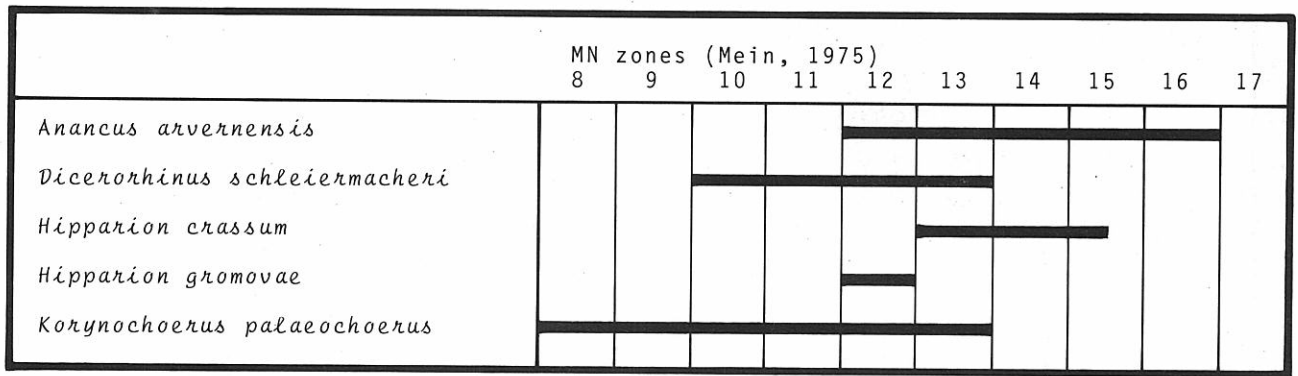 MN zones (Mein, 1975)
8 9 10 11 12 13 14 15 16 17
Anancus arvernensis
Dicerorhinus schleiermacheri
Hipparion crassum
Hipparion gromovae
Korynochoerus palaeochoerus